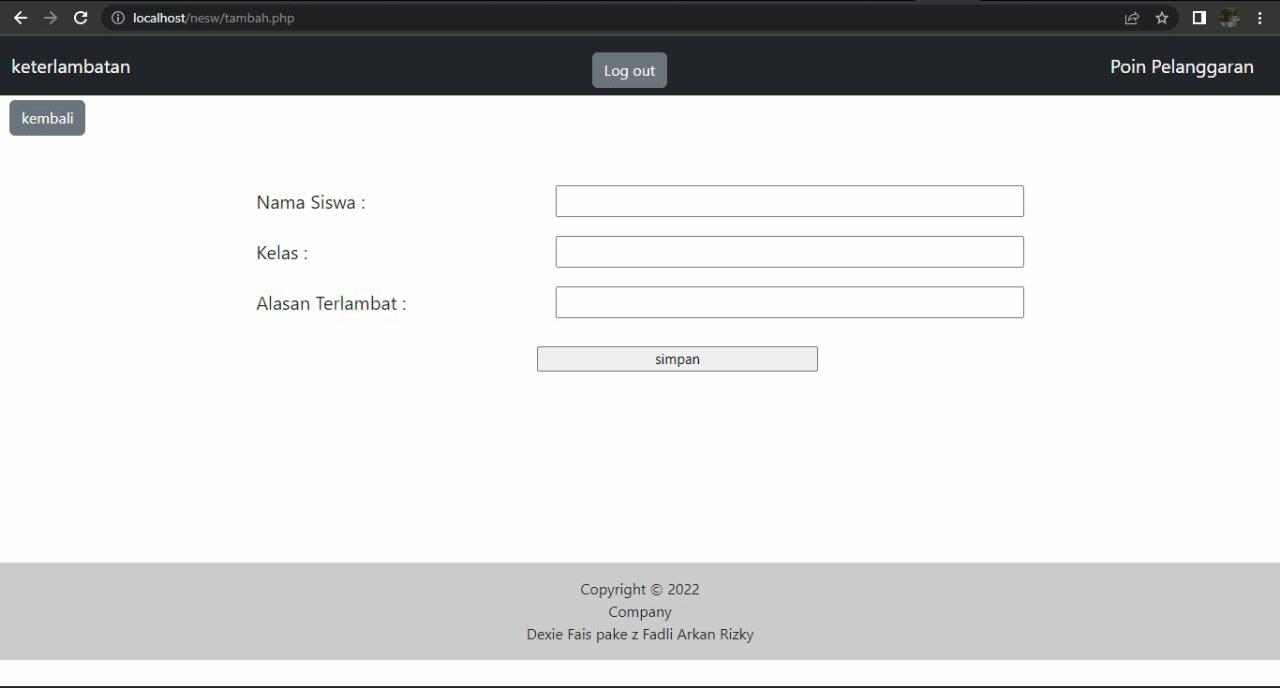 localhost/nesw/tambah.php
keterlambatan
Log out
Poin Pelanggaran
kembali
Nama Siswa :
Kelas :
Alasan Terlambat :
simpan
Copyright © 2022
Company
Dexie Fais pake z Fadli Arkan Rizky